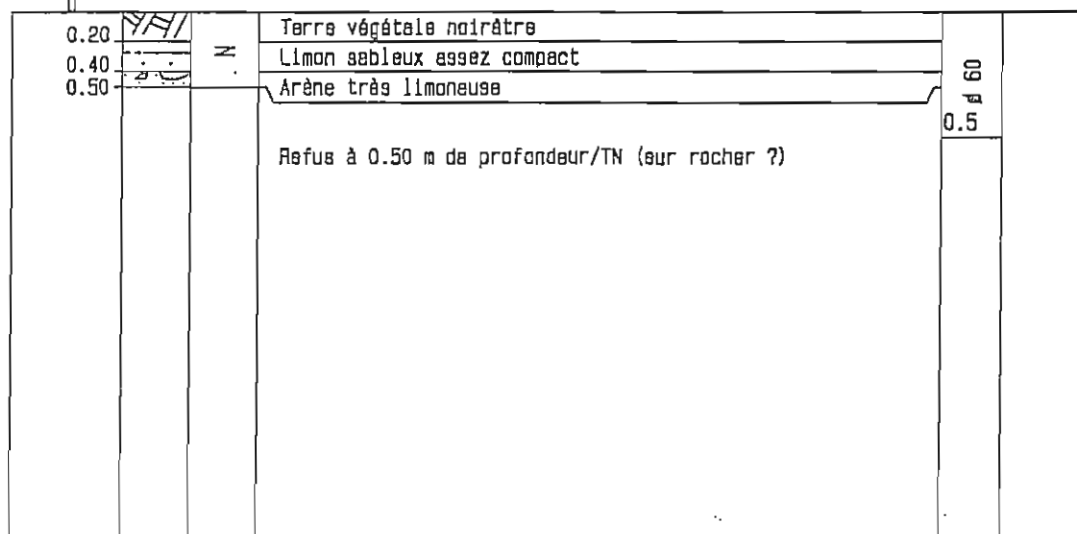 0.20 Terre végétale noirâtre
0.40 Z Limon sableux assez compact
0.50 Arène très limoneuse
ø 60
0.5
Refus à 0.50 m de profondeur/TN (sur rocher ?)